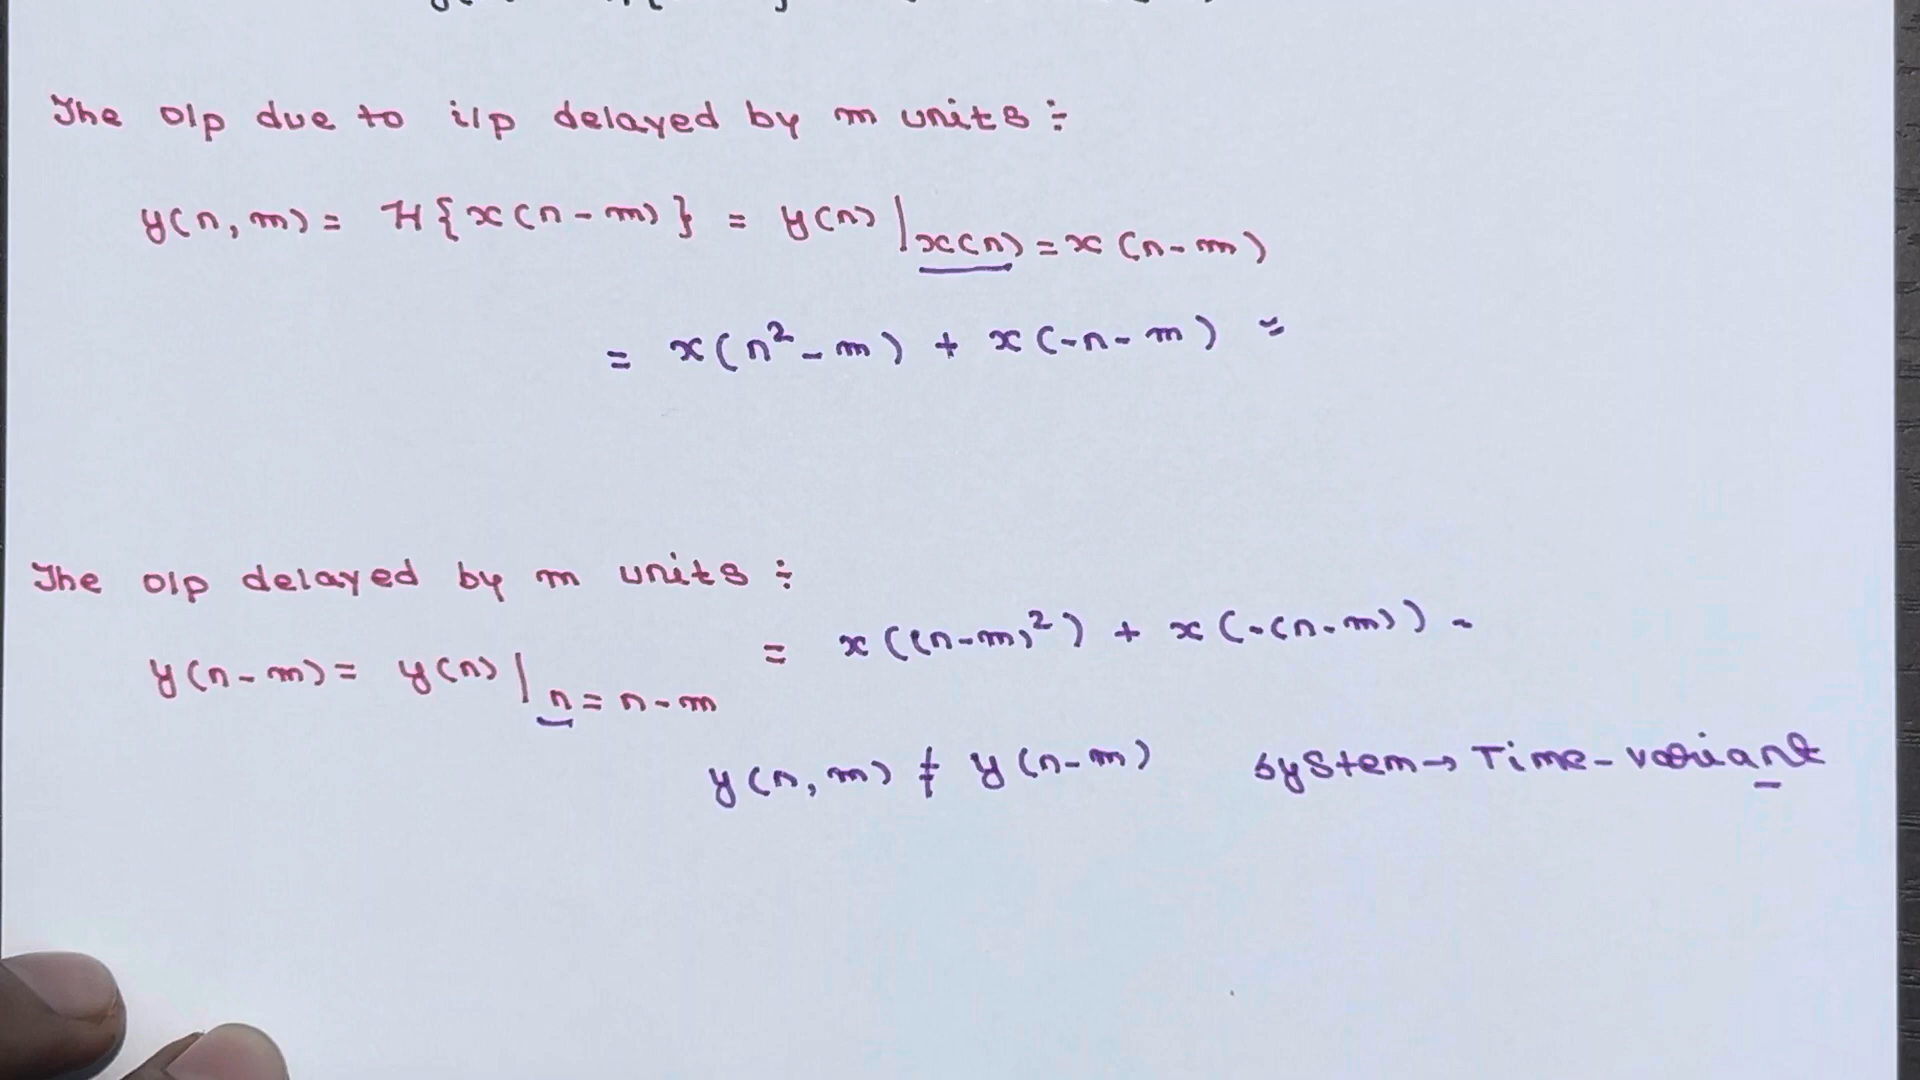 The o/p due to i/p delayed by m units ÷
y(n,m) = H{x(n-m)} = y(n)|x(n) = x(n-m)
= x(n²-m) + x(-n-m) =
The o/p delayed by m units ÷
= x((n-m)²) + x(-(n-m)) -
y(n-m) = y(n)|n = n-m
y(n,m) ≠ y(n-m) system → Time-variant